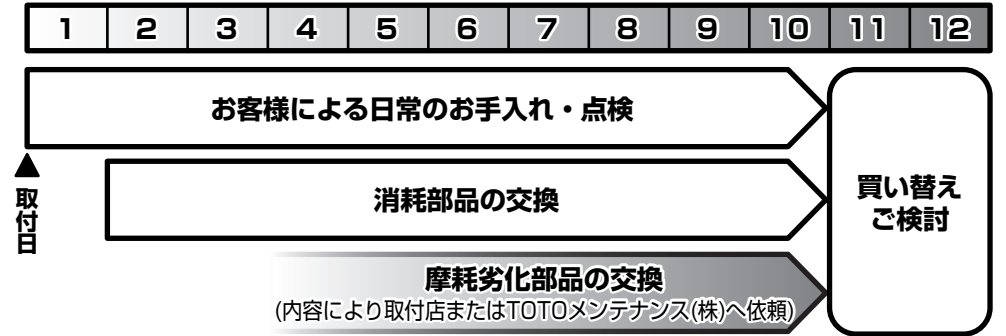 1 2 3 4 5 6 7 8 9 10 11 12
お客様による日常のお手入れ・点検
▲
取付日
消耗部品の交換
買い替え
ご検討
摩耗劣化部品の交換
(内容により取付店またはTOTOメンテナンス(株)へ依頼)